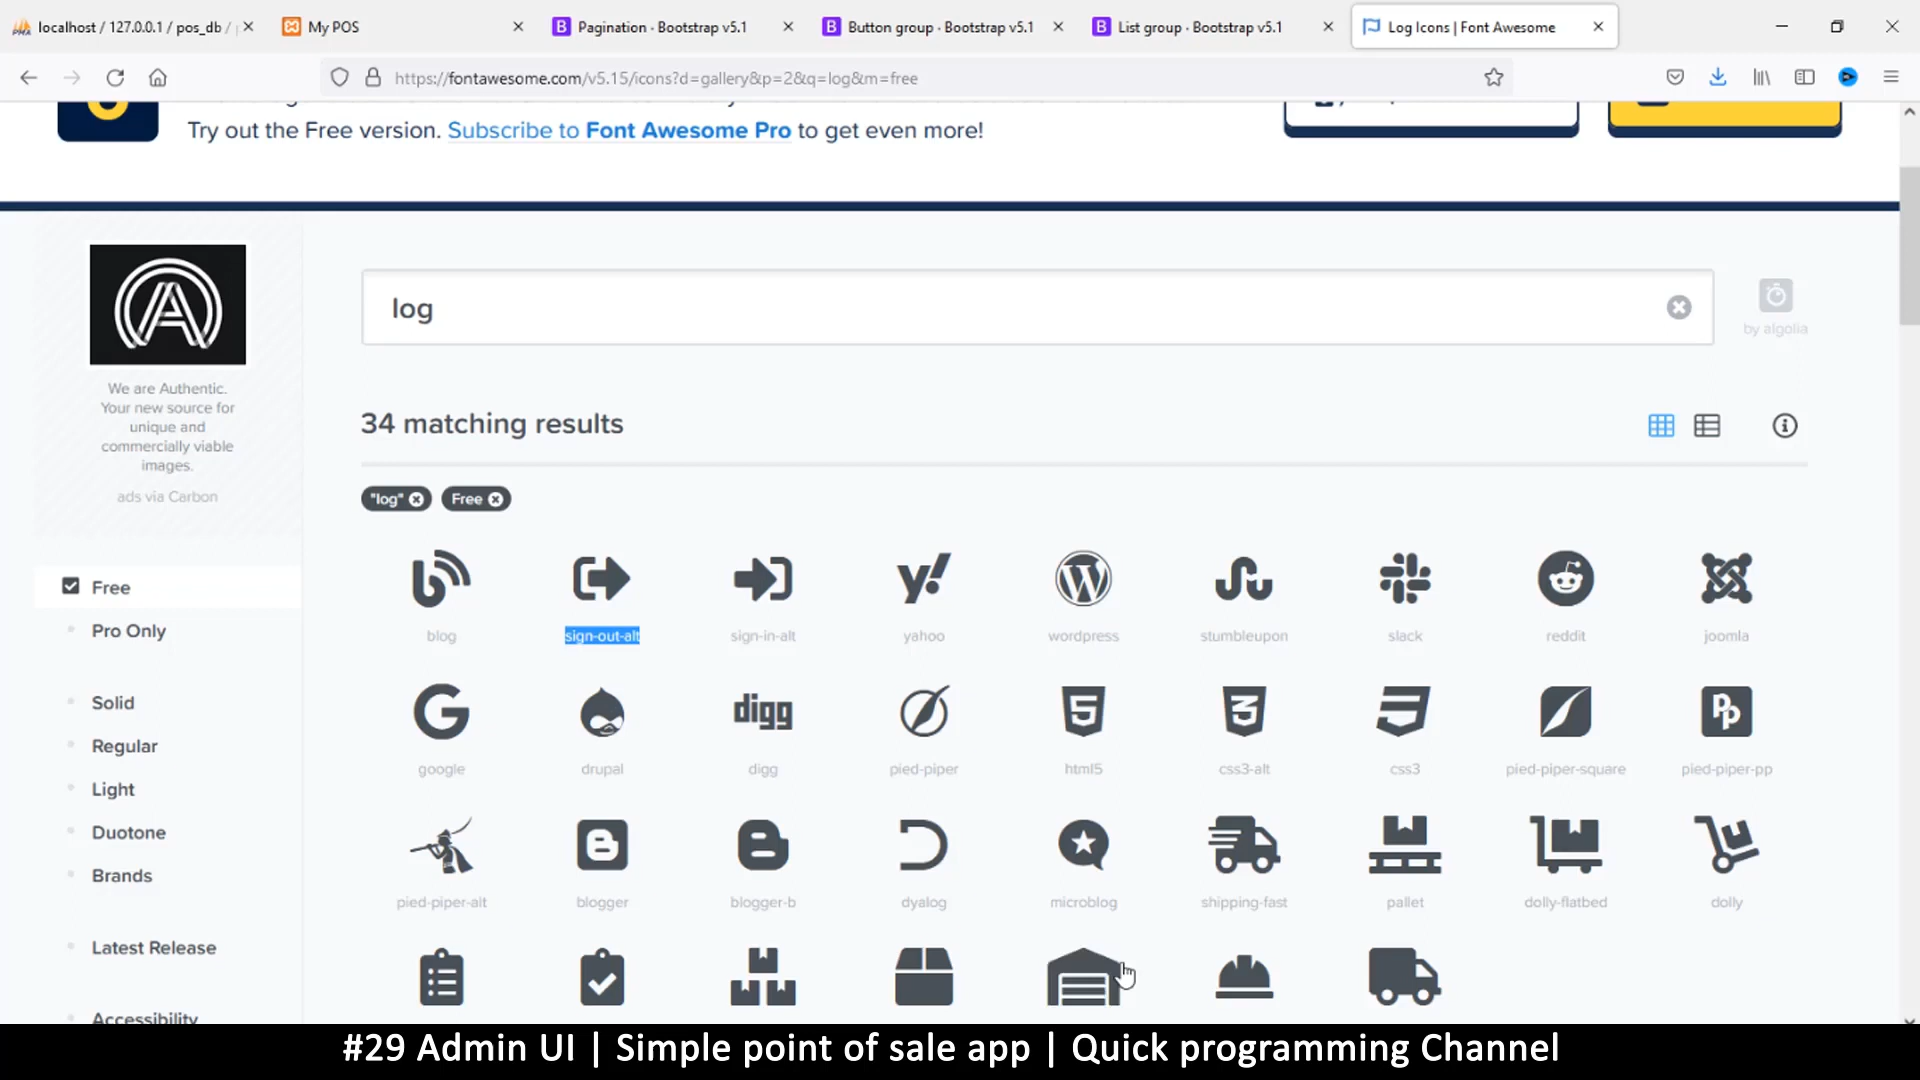 localhost / 127.0.0.1 / pos_db /
My POS
Pagination · Bootstrap v5.1
Button group · Bootstrap v5.1
List group · Bootstrap v5.1
Log Icons | Font Awesome
https://fontawesome.com/v5.15/icons?d=gallery&p=2&q=log&m=free
Try out the Free version. Subscribe to Font Awesome Pro to get even more!
log
by algolia
We are Authentic.
Your new source for
unique and
commercially viable
images.
ads via Carbon
34 matching results
"log"
Free
Free
Pro Only
Solid
Regular
Light
Duotone
Brands
Latest Release
Accessibility
blog sign-out-alt sign-in-alt yahoo wordpress stumbleupon slack reddit joomla
google drupal digg pied-piper html5 css3-alt css3 pied-piper-square pied-piper-pp
pied-piper-alt blogger blogger-b dyalog microblog shipping-fast pallet dolly-flatbed dolly
#29 Admin UI | Simple point of sale app | Quick programming Channel